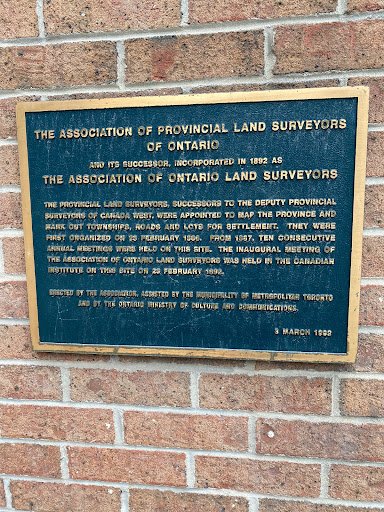 THE ASSOCIATION OF PROVINCIAL LAND SURVEYORS
OF ONTARIO
AND ITS SUCCESSOR, INCORPORATED IN 1892 AS
THE ASSOCIATION OF ONTARIO LAND SURVEYORS
THE PROVINCIAL LAND SURVEYORS, SUCCESSORS TO THE DEPUTY PROVINCIAL
SURVEYORS OF CANADA WEST, WERE APPOINTED TO MAP THE PROVINCE AND
MARK OUT TOWNSHIPS, ROADS AND LOTS FOR SETTLEMENT. THEY WERE
FIRST ORGANIZED ON 23 FEBRUARY 1886. FROM 1887, TEN CONSECUTIVE
ANNUAL MEETINGS WERE HELD ON THIS SITE. THE INAUGURAL MEETING OF
THE ASSOCIATION OF ONTARIO LAND SURVEYORS WAS HELD IN THE CANADIAN
INSTITUTE ON THIS SITE ON 23 FEBRUARY 1892.
ERECTED BY THE ASSOCIATION, ASSISTED BY THE MUNICIPALITY OF METROPOLITAN TORONTO
AND BY THE ONTARIO MINISTRY OF CULTURE AND COMMUNICATIONS.
3 MARCH 1992